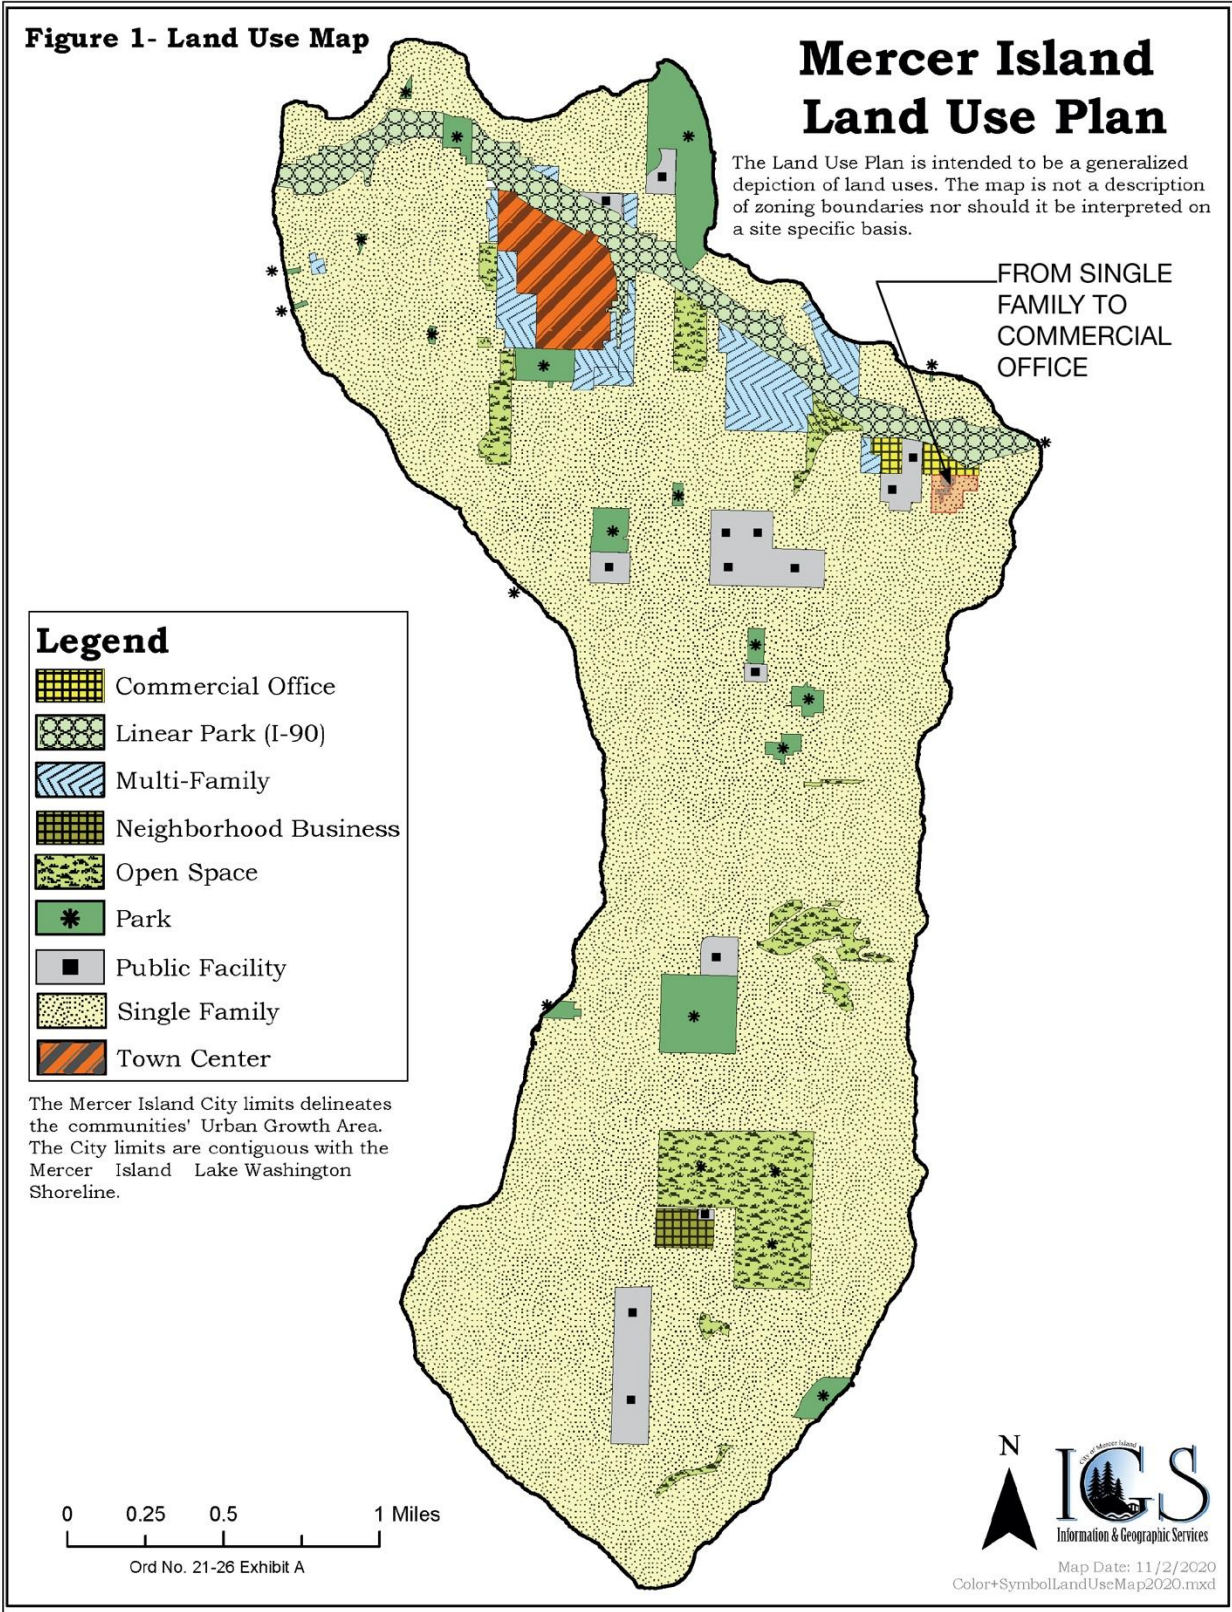 Figure 1- Land Use Map
Mercer Island
Land Use Plan
The Land Use Plan is intended to be a generalized
depiction of land uses. The map is not a description
of zoning boundaries nor should it be interpreted on
a site specific basis.
FROM SINGLE
FAMILY TO
COMMERCIAL
OFFICE
Legend
Commercial Office
Linear Park (I-90)
Multi-Family
Neighborhood Business
Open Space
Park
Public Facility
Single Family
Town Center
The Mercer Island City limits delineates
the communities' Urban Growth Area.
The City limits are contiguous with the
Mercer Island Lake Washington
Shoreline.
0 0.25 0.5 1 Miles
Ord No. 21-26 Exhibit A
N
City of Mercer Island
IGS
Information & Geographic Services
Map Date: 11/2/2020
Color+SymbolLandUseMap2020.mxd